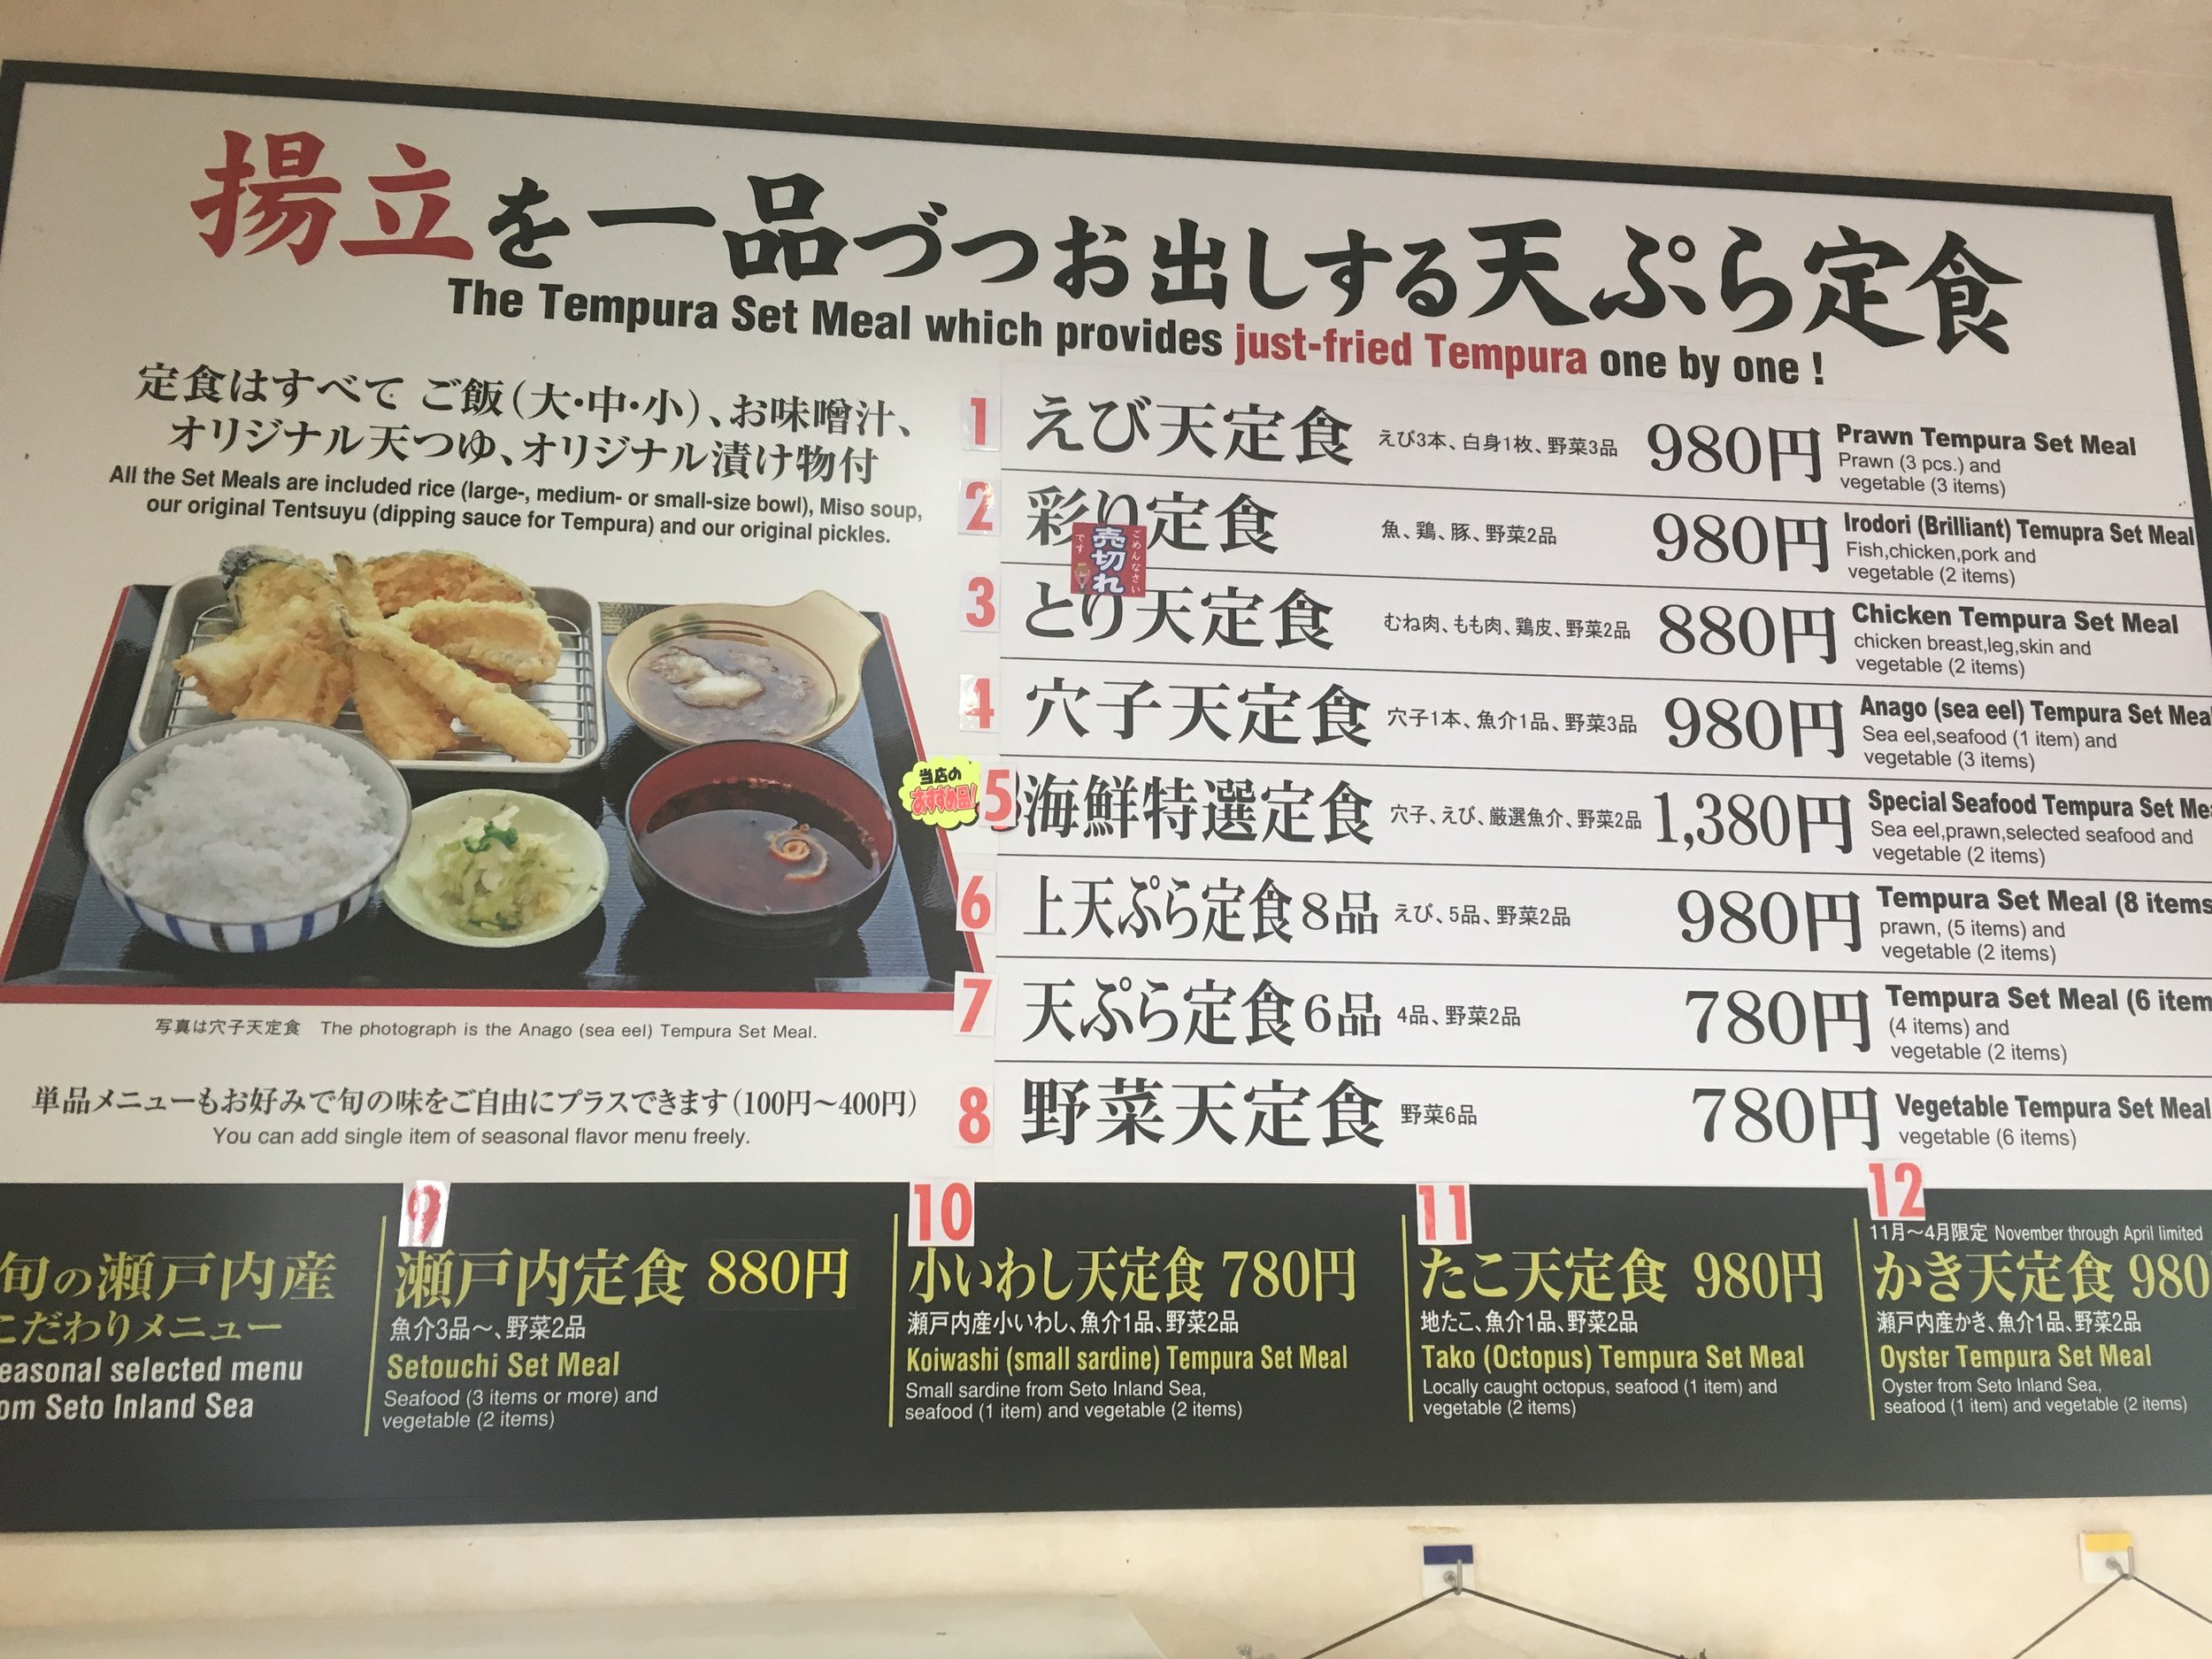 揚立を一品づつお出しする天ぷら定食
The Tempura Set Meal which provides just-fried Tempura one by one !
定食はすべて ご飯（大・中・小）、お味噌汁、
オリジナル天つゆ、オリジナル漬け物付
All the Set Meals are included rice (large-, medium- or small-size bowl), Miso soup,
our original Tentsuyu (dipping sauce for Tempura) and our original pickles.
写真は穴子天定食 The photograph is the Anago (sea eel) Tempura Set Meal.
単品メニューもお好みで旬の味をご自由にプラスできます（100円〜400円）
You can add single item of seasonal flavor menu freely.
1 えび天定食 えび3本、白身1枚、野菜3品 980円 Prawn Tempura Set Meal
Prawn (3 pcs.) and
vegetable (3 items)
2 彩り定食 魚、鶏、豚、野菜2品 980円 Irodori (Brilliant) Temupra Set Meal
Fish,chicken,pork and
vegetable (2 items)
ごめんなさい
売切れ
です
3 とり天定食 むね肉、もも肉、鶏皮、野菜2品 880円 Chicken Tempura Set Meal
chicken breast,leg,skin and
vegetable (2 items)
4 穴子天定食 穴子1本、魚介1品、野菜3品 980円 Anago (sea eel) Tempura Set Mea
Sea eel,seafood (1 item) and
vegetable (3 items)
当店の
おすすめ品!
5 海鮮特選定食 穴子、えび、厳選魚介、野菜2品 1,380円 Special Seafood Tempura Set Me
Sea eel,prawn,selected seafood and
vegetable (2 items)
6 上天ぷら定食8品 えび、5品、野菜2品 980円 Tempura Set Meal (8 items
prawn, (5 items) and
vegetable (2 items)
7 天ぷら定食6品 4品、野菜2品 780円 Tempura Set Meal (6 item
(4 items) and
vegetable (2 items)
8 野菜天定食 野菜6品 780円 Vegetable Tempura Set Meal
vegetable (6 items)
旬の瀬戸内産
こだわりメニュー
easonal selected menu
om Seto Inland Sea
9
瀬戸内定食 880円
魚介3品〜、野菜2品
Setouchi Set Meal
Seafood (3 items or more) and
vegetable (2 items)
10
小いわし天定食 780円
瀬戸内産小いわし、魚介1品、野菜2品
Koiwashi (small sardine) Tempura Set Meal
Small sardine from Seto Inland Sea,
seafood (1 item) and vegetable (2 items)
11
たこ天定食 980円
地たこ、魚介1品、野菜2品
Tako (Octopus) Tempura Set Meal
Locally caught octopus, seafood (1 item) and
vegetable (2 items)
12
11月〜4月限定 November through April limited
かき天定食 980
瀬戸内産かき、魚介1品、野菜2品
Oyster Tempura Set Meal
Oyster from Seto Inland Sea,
seafood (1 item) and vegetable (2 items)